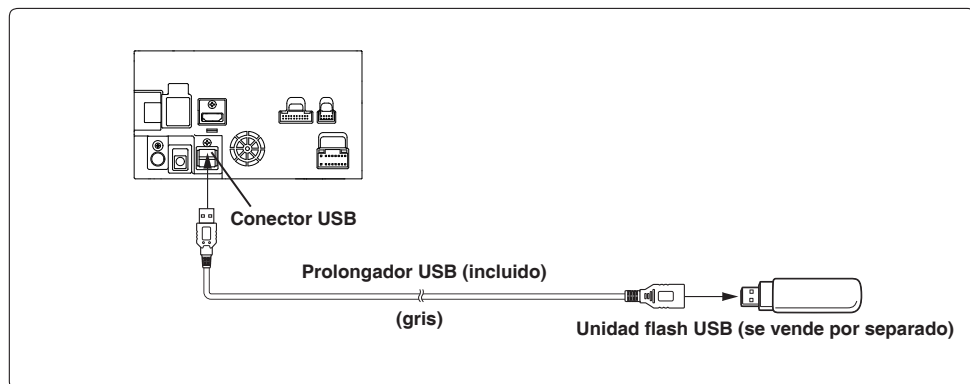 Conector USB
Prolongador USB (incluido)
(gris)
Unidad flash USB (se vende por separado)